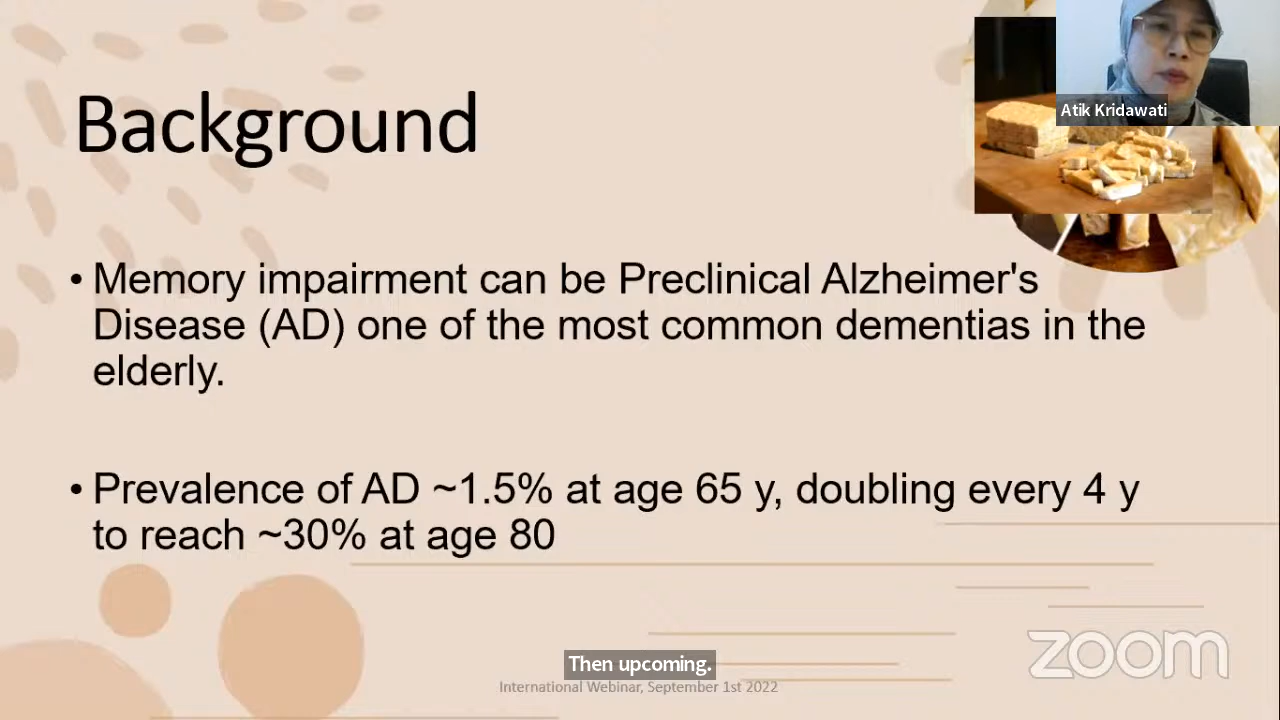 Background
Atik Kridawati
• Memory impairment can be Preclinical Alzheimer's
Disease (AD) one of the most common dementias in the
elderly.
• Prevalence of AD ~1.5% at age 65 y, doubling every 4 y
to reach ~30% at age 80
zoom
Then upcoming.
International Webinar, September 1st 2022